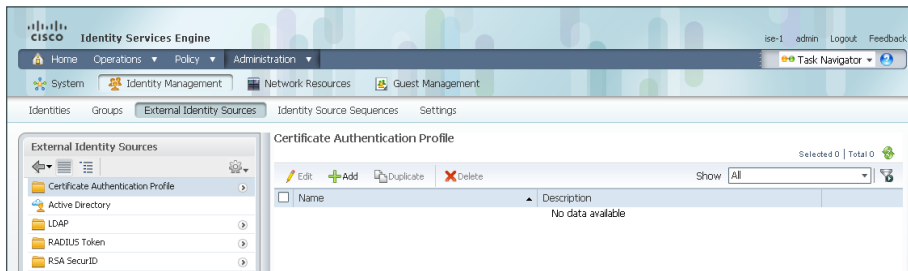 CISCO Identity Services Engine
ise-1 admin Logout Feedback
Home Operations ▼ Policy ▼ Administration ▼
Task Navigator ▼
System Identity Management Network Resources Guest Management
Identities Groups External Identity Sources Identity Source Sequences Settings
External Identity Sources
Certificate Authentication Profile
Active Directory
LDAP
RADIUS Token
RSA SecurID
Certificate Authentication Profile
Selected 0 | Total 0
Edit Add Duplicate Delete Show All
Name Description
No data available